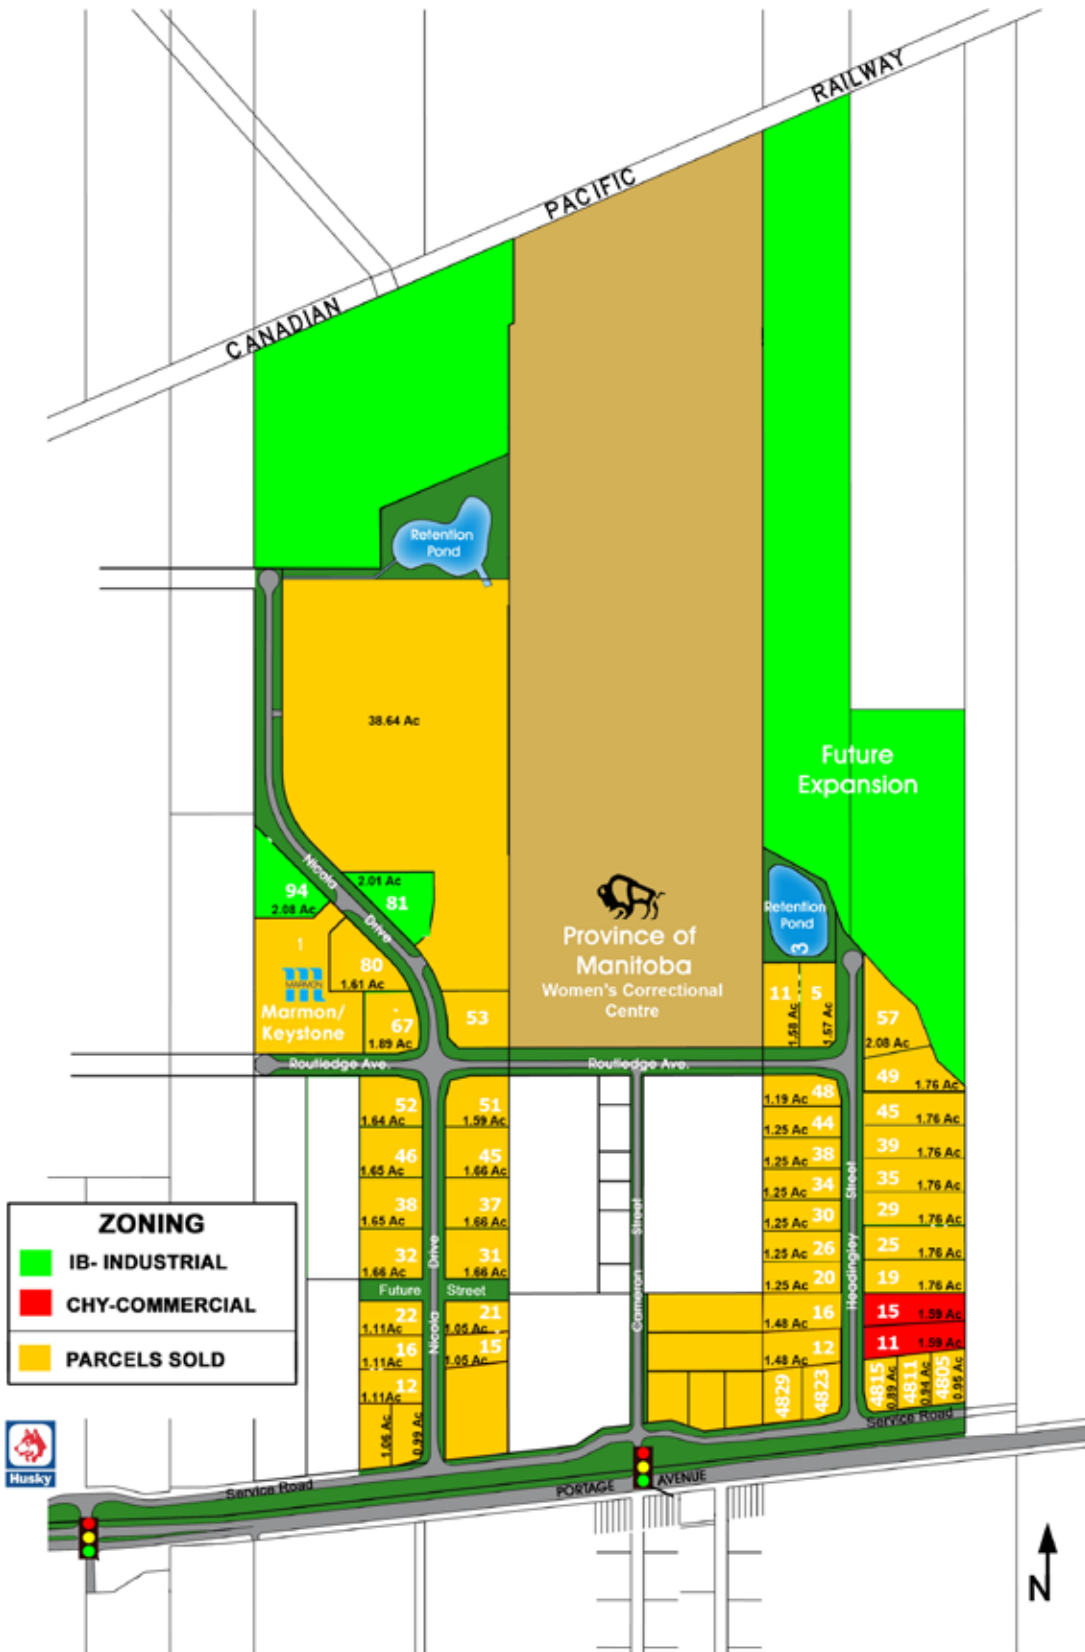 RAILWAY
PACIFIC
CANADIAN
Retention
Pond
38.64 Ac
Future
Expansion
Nicola
Drive
94
2.08 Ac
2.01 Ac
81
1
MARMON
Marmon/
Keystone
80
1.61 Ac
67
1.89 Ac
53
Province of
Manitoba
Women's Correctional
Centre
Retention
Pond
3
11
1.58 Ac
5
1.57 Ac
57
2.08 Ac
Routledge Ave.
Routledge Ave.
49
1.76 Ac
45
1.76 Ac
39
1.76 Ac
35
1.76 Ac
29
1.76 Ac
25
1.76 Ac
19
1.76 Ac
15
1.59 Ac
11
1.59 Ac
4815
0.89 Ac
4811
0.94 Ac
4805
0.95 Ac
48
1.19 Ac
44
1.25 Ac
38
1.25 Ac
34
1.25 Ac
30
1.25 Ac
26
1.25 Ac
20
1.25 Ac
16
1.48 Ac
12
1.48 Ac
4829
4823
Headingley Street
Cameron Street
52
1.64 Ac
46
1.65 Ac
38
1.65 Ac
32
1.66 Ac
51
1.59 Ac
45
1.66 Ac
37
1.66 Ac
31
1.66 Ac
Future Street
22
1.11Ac
16
1.11Ac
12
1.11Ac
1.06 Ac
0.99 Ac
21
1.05 Ac
15
1.05 Ac
Nicola Drive
ZONING
IB- INDUSTRIAL
CHY-COMMERCIAL
PARCELS SOLD
Husky
Service Road
Service Road
PORTAGE AVENUE
N